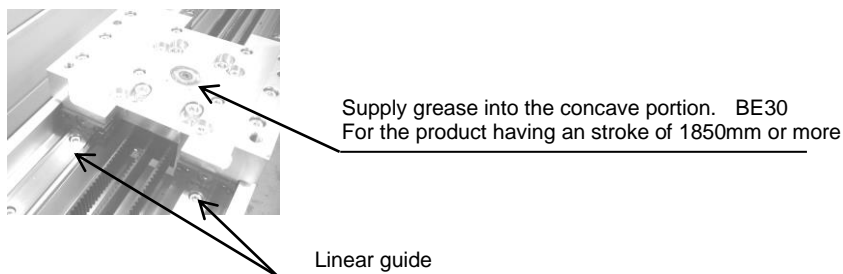 Supply grease into the concave portion. BE30
For the product having an stroke of 1850mm or more
Linear guide